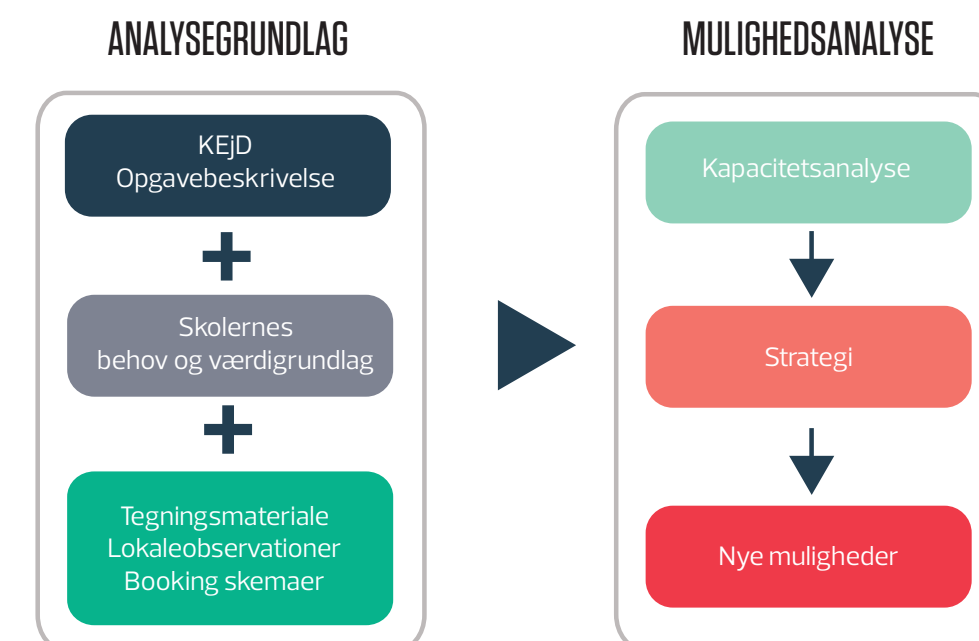 ANALYSEGRUNDLAG
KEjD
Opgavebeskrivelse
Skolernes
behov og værdigrundlag
Tegningsmateriale
Lokaleobservationer
Booking skemaer
MULIGHEDSANALYSE
Kapacitetsanalyse
Strategi
Nye muligheder